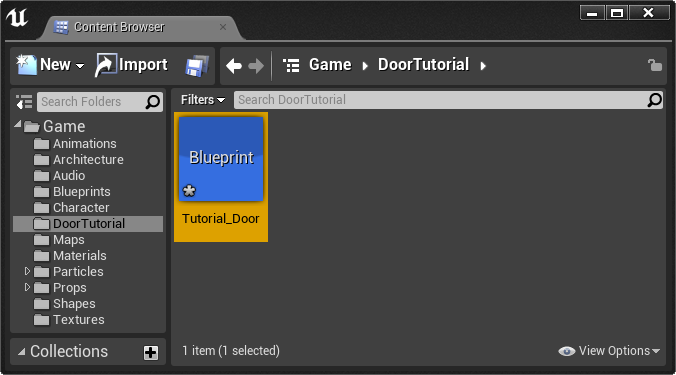 Content Browser
New Import Game DoorTutorial
Search Folders
Filters Search DoorTutorial
Game
Animations
Architecture
Audio
Blueprints
Character
DoorTutorial
Maps
Materials
Particles
Props
Shapes
Textures
Collections
Blueprint
Tutorial_Door
1 item (1 selected)
View Options